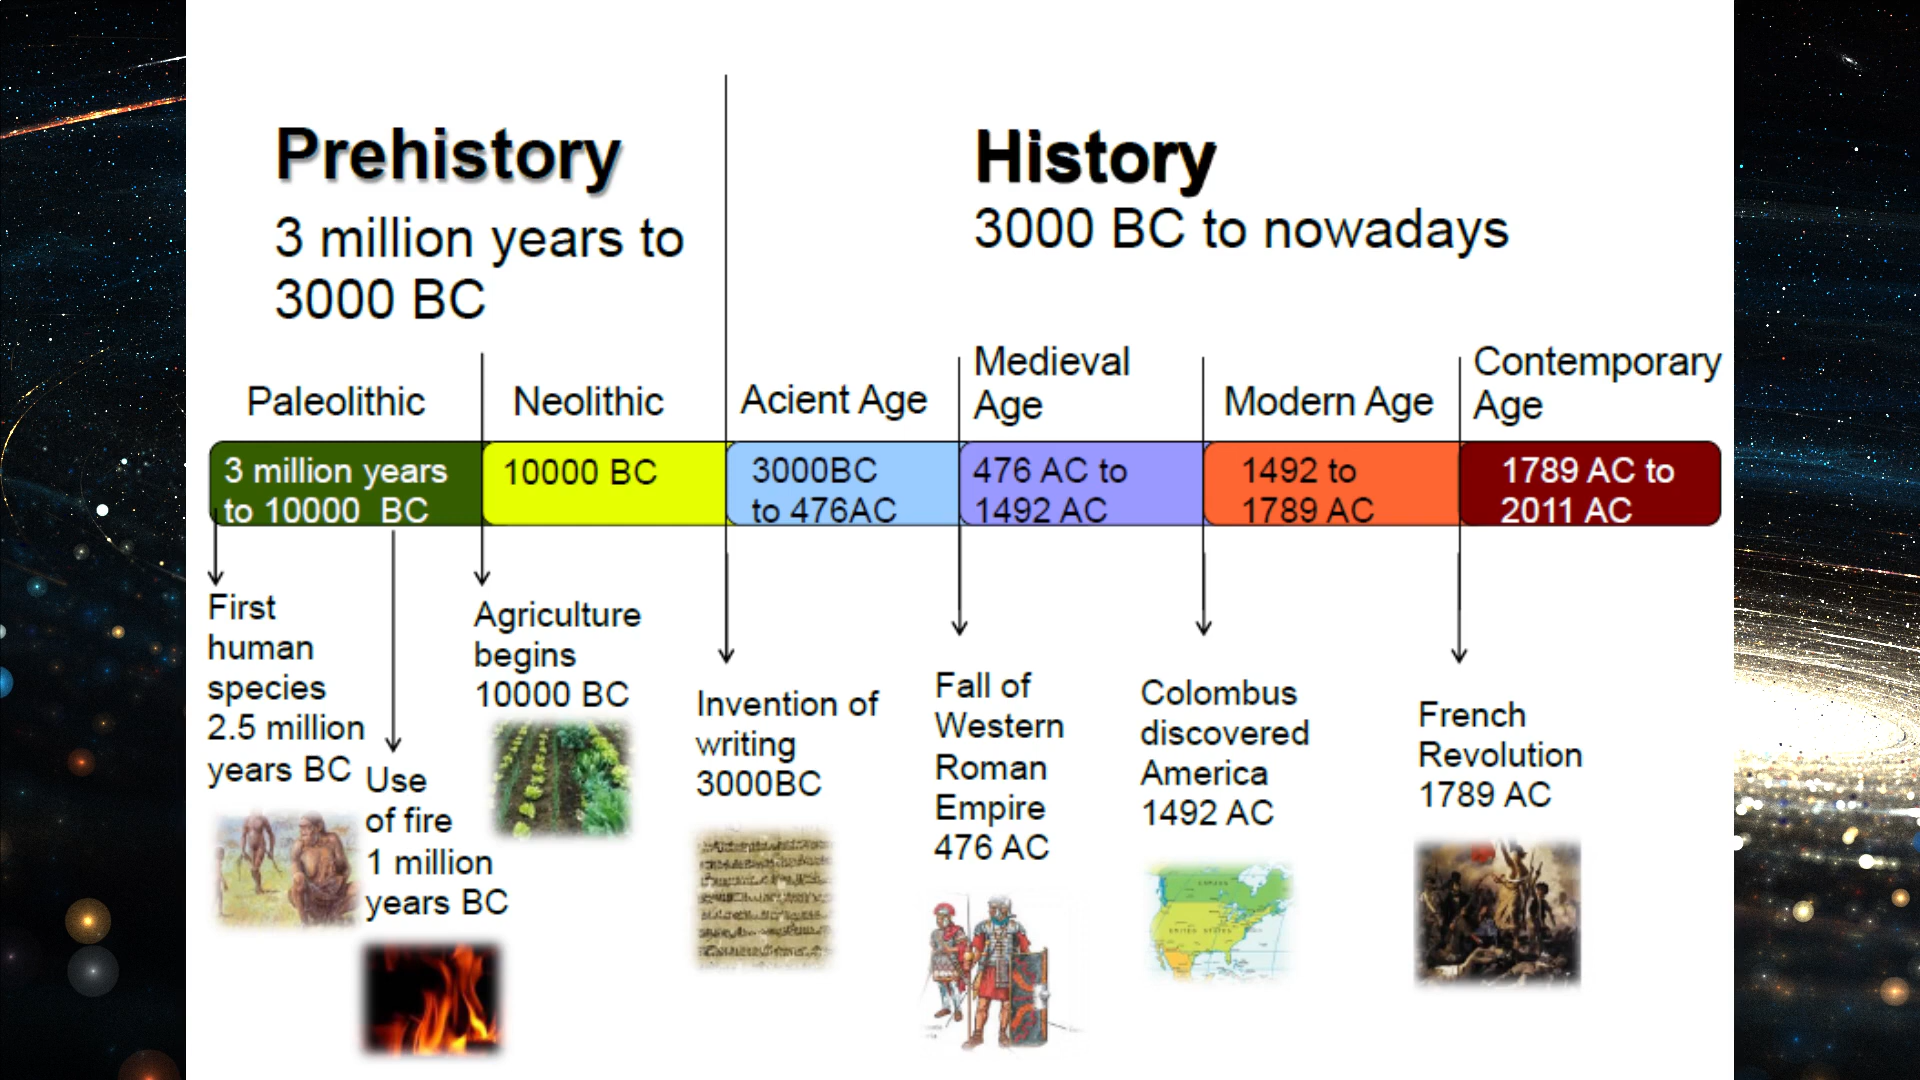 Prehistory
3 million years to
3000 BC
History
3000 BC to nowadays
Paleolithic
Neolithic
Acient Age
Medieval
Age
Modern Age
Contemporary
Age
3 million years
to 10000 BC
10000 BC
3000BC
to 476AC
476 AC to
1492 AC
1492 to
1789 AC
1789 AC to
2011 AC
First
human
species
2.5 million
years BC
Use
of fire
1 million
years BC
Agriculture
begins
10000 BC
Invention of
writing
3000BC
Fall of
Western
Roman
Empire
476 AC
Colombus
discovered
America
1492 AC
French
Revolution
1789 AC
CANADA
UNITED STATES